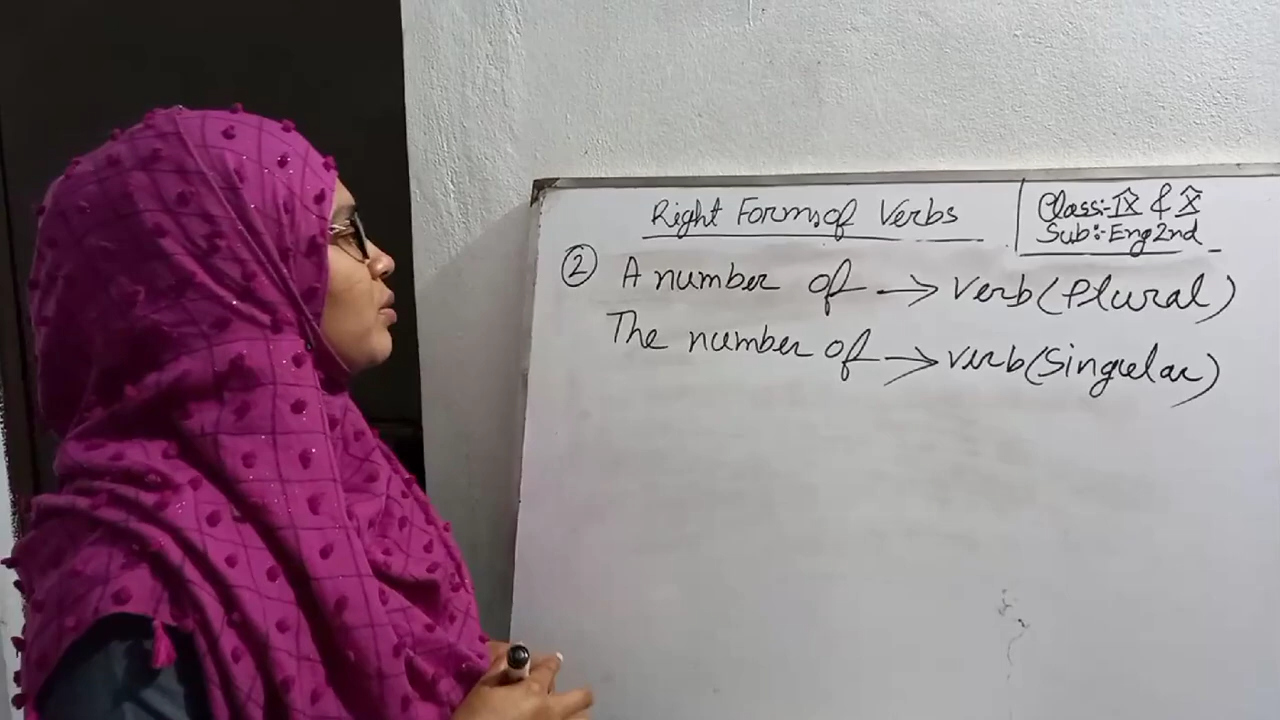 Right Forms of Verbs
Class:- IX & X
Sub:- Eng 2nd
② A number of → verb (Plural)
The number of → verb (Singular)